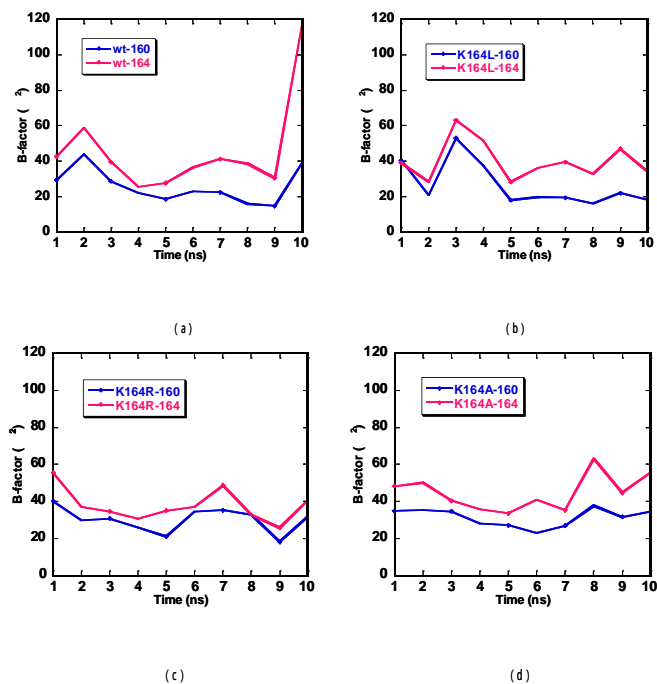 120
100
80
60
40
20
0
B-factor ( ²)
wt-160
wt-164
1 2 3 4 5 6 7 8 9 10
Time (ns)
(a)
120
100
80
60
40
20
0
B-factor ( ²)
K164L-160
K164L-164
1 2 3 4 5 6 7 8 9 10
Time (ns)
(b)
120
100
80
60
40
20
0
B-factor ( ²)
K164R-160
K164R-164
1 2 3 4 5 6 7 8 9 10
Time (ns)
(c)
120
100
80
60
40
20
0
B-factor ( ²)
K164A-160
K164A-164
1 2 3 4 5 6 7 8 9 10
Time (ns)
(d)